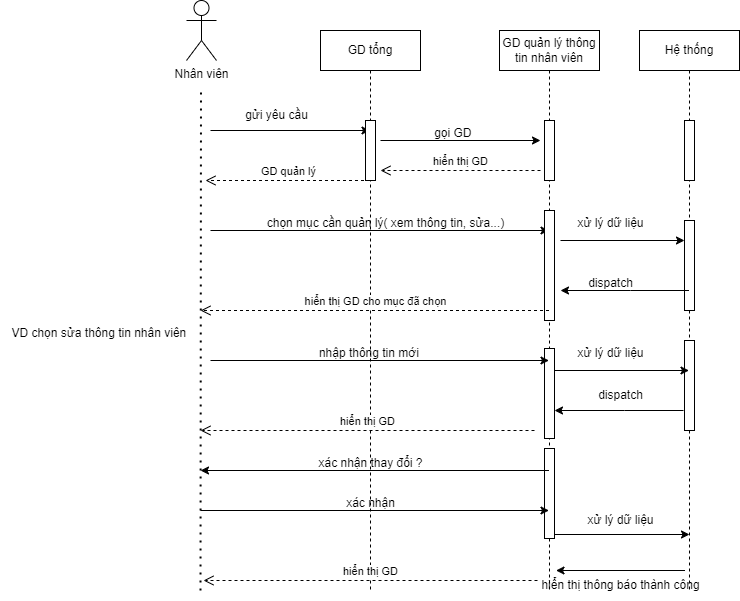 Nhân viên
GD tổng
GD quản lý thông
tin nhân viên
Hệ thống
gửi yêu cầu
gọi GD
hiển thị GD
GD quản lý
chọn mục cần quản lý( xem thông tin, sửa...)
xử lý dữ liệu
dispatch
hiển thị GD cho mục đã chọn
VD chọn sửa thông tin nhân viên
nhập thông tin mới
xử lý dữ liệu
dispatch
hiển thị GD
xác nhận thay đổi ?
xác nhận
xử lý dữ liệu
hiển thị GD
hiển thị thông báo thành công